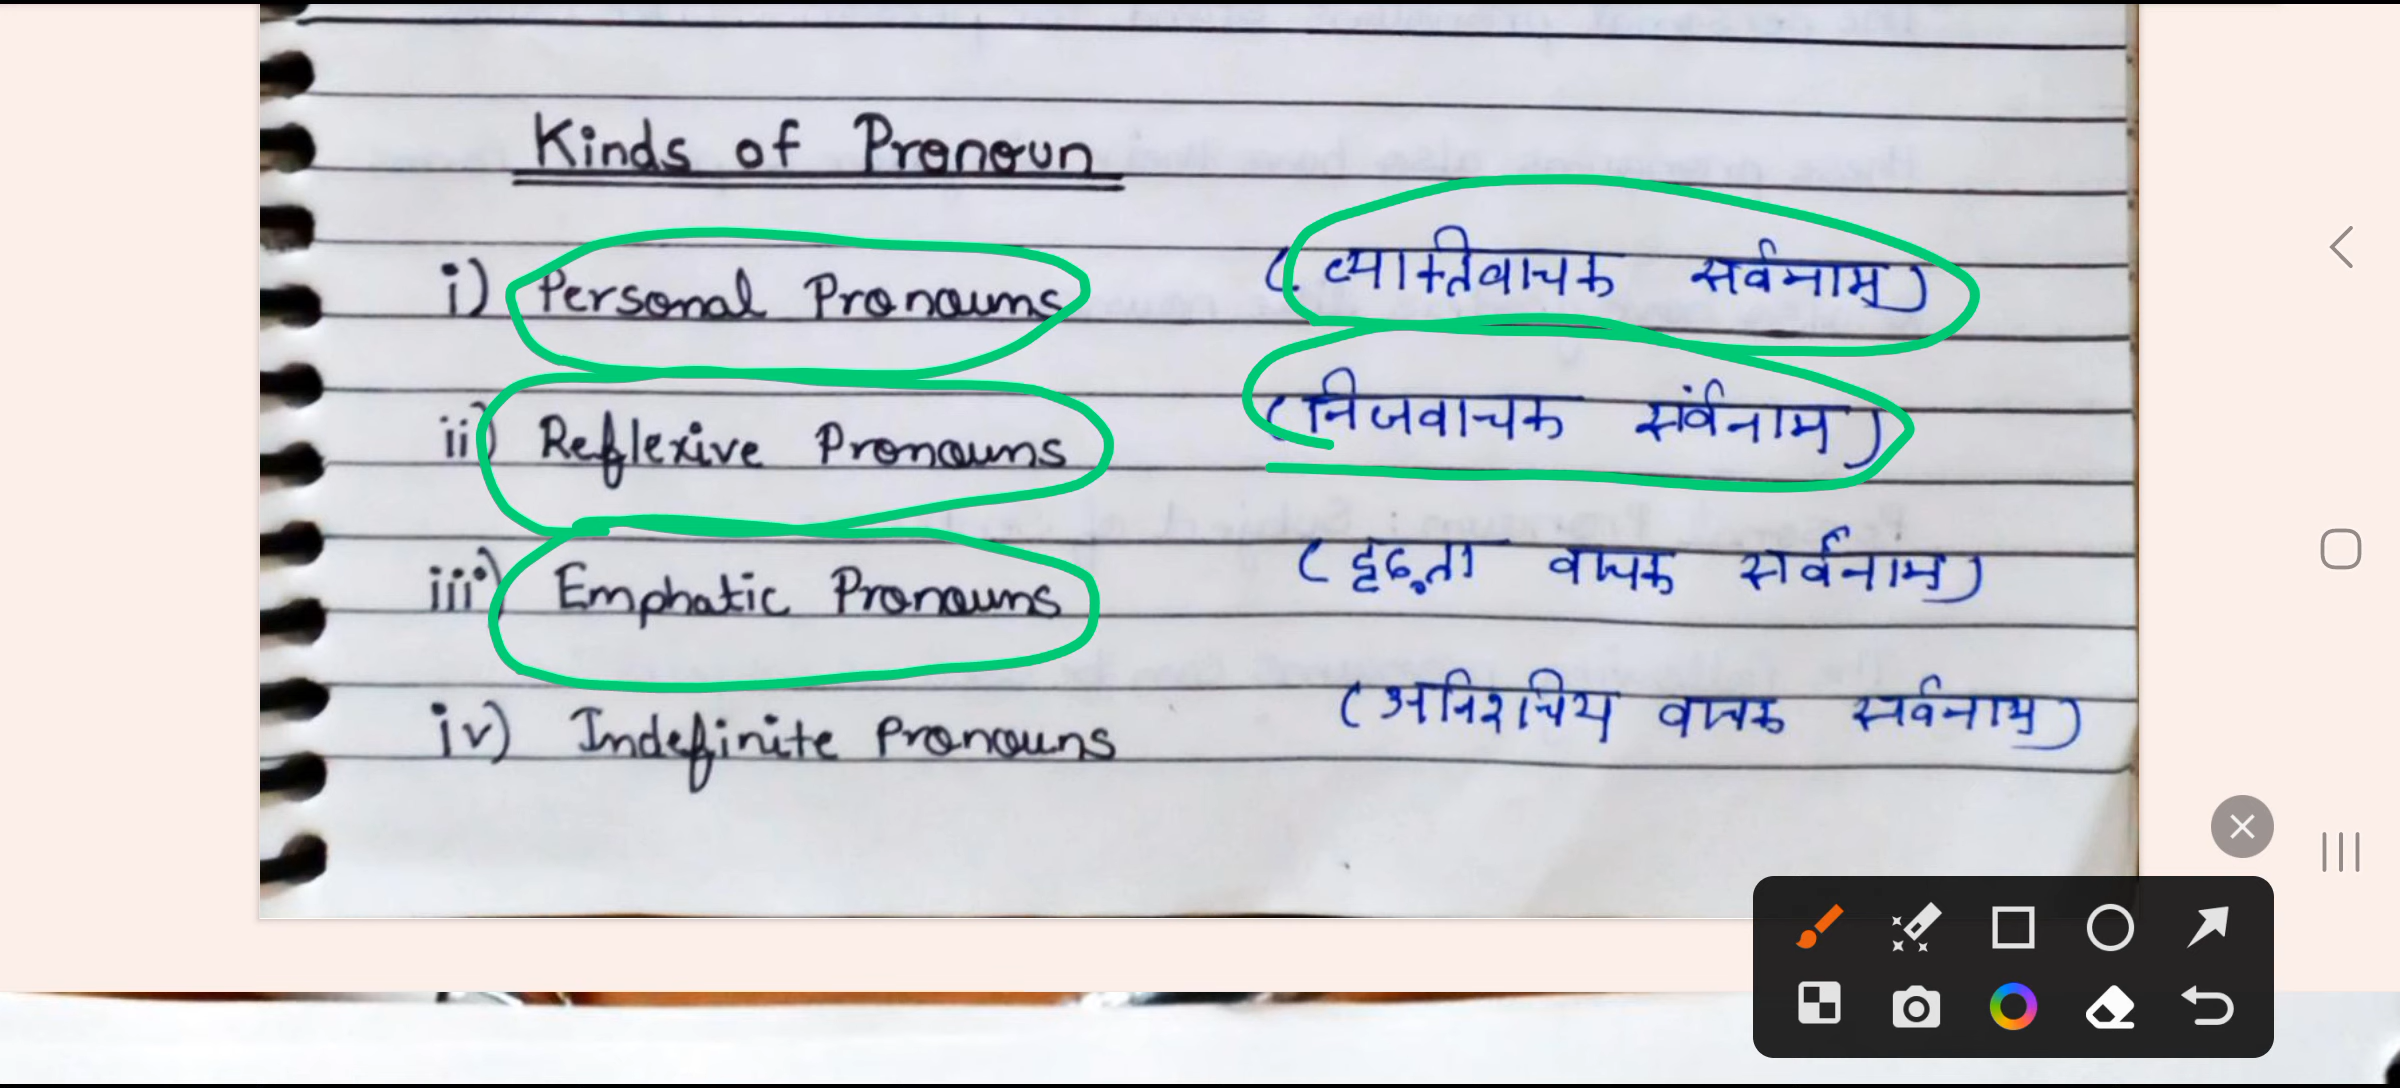 Kinds of Pronoun
i) Personal Pronouns (व्यक्तिवाचक सर्वनाम)
ii) Reflexive Pronouns (निजवाचक सर्वनाम)
iii) Emphatic Pronouns (दृढ़ता वाचक सर्वनाम)
iv) Indefinite Pronouns (अनिश्चिय वाचक सर्वनाम)